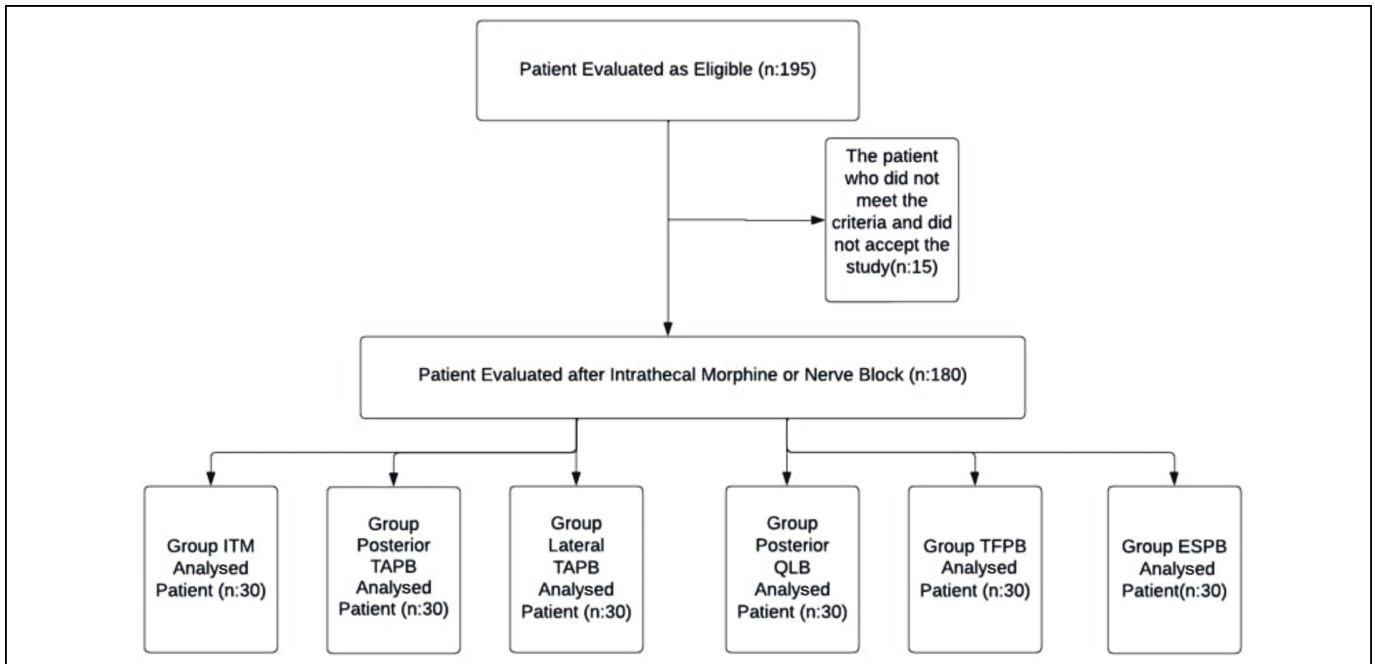 Patient Evaluated as Eligible (n:195)
The patient
who did not
meet the
criteria and did
not accept the
study(n:15)
Patient Evaluated after Intrathecal Morphine or Nerve Block (n:180)
Group ITM
Analysed
Patient (n:30)
Group
Posterior
TAPB
Analysed
Patient (n:30)
Group
Lateral
TAPB
Analysed
Patient (n:30)
Group
Posterior
QLB
Analysed
Patient (n:30)
Group TFPB
Analysed
Patient (n:30)
Group ESPB
Analysed
Patient(n:30)